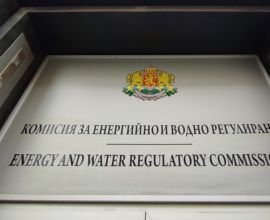 КОМИСИЯ ЗА ЕНЕРГИЙНО И ВОДНО РЕГУЛИРАН
ENERGY AND WATER REGULATORY COMMISSION